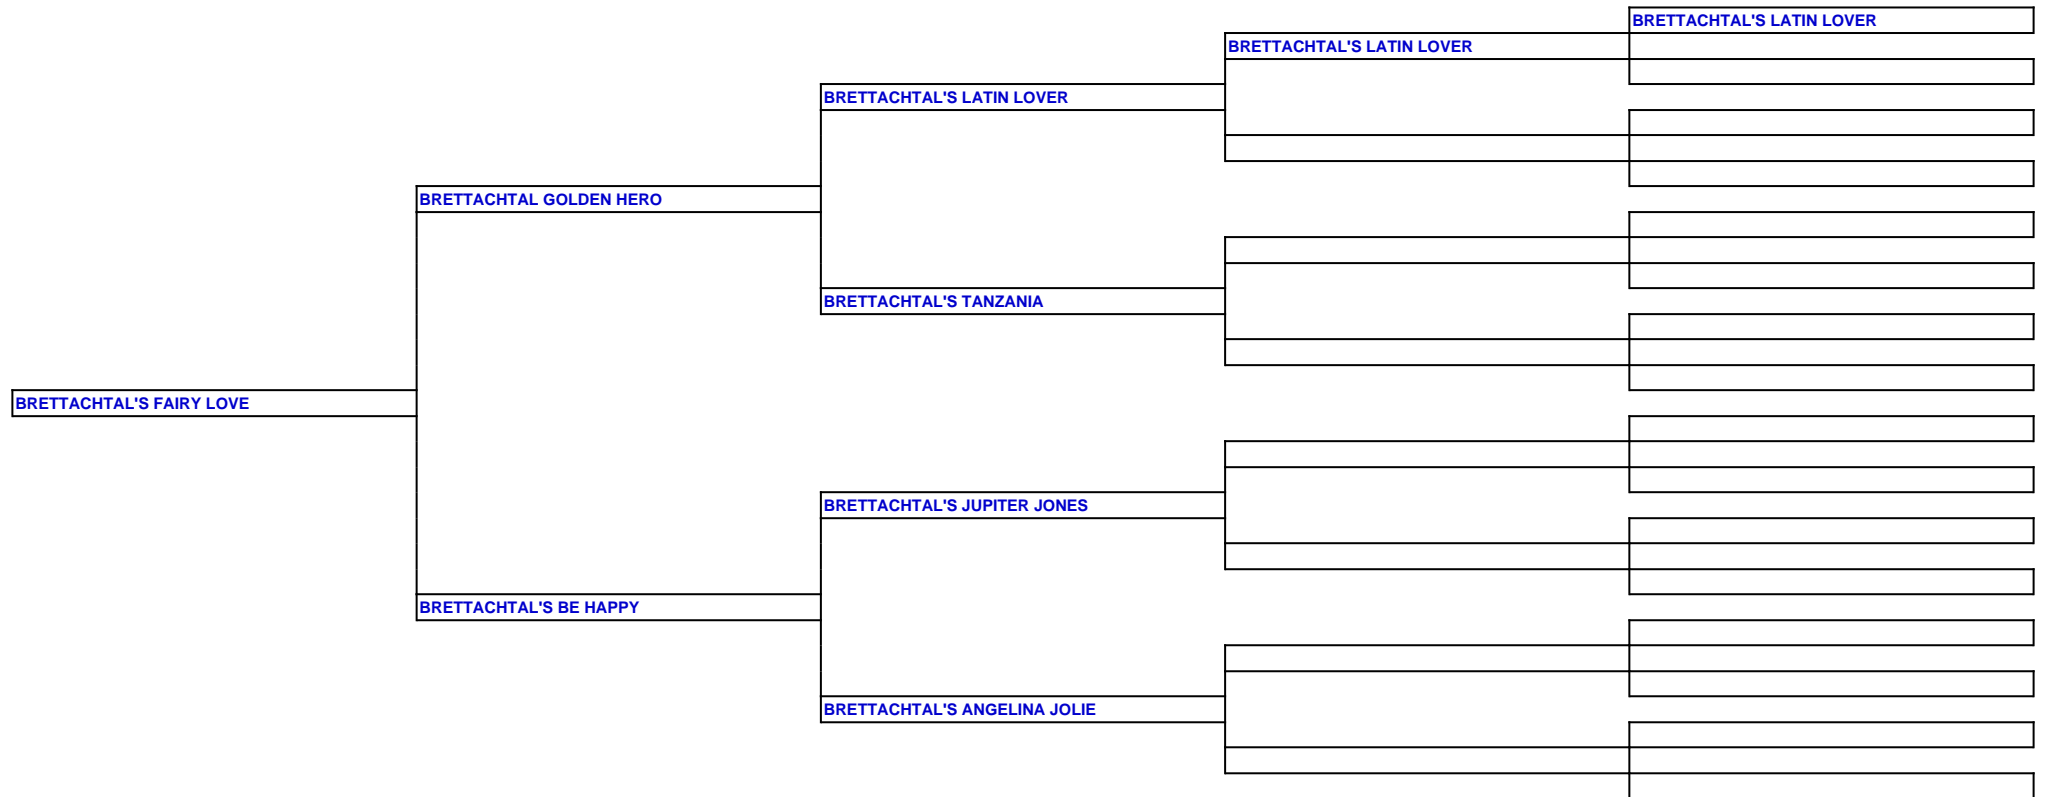 BRETTACHTAL'S LATIN LOVER
BRETTACHTAL'S LATIN LOVER
BRETTACHTAL'S LATIN LOVER
BRETTACHTAL GOLDEN HERO
BRETTACHTAL'S TANZANIA
BRETTACHTAL'S FAIRY LOVE
BRETTACHTAL'S JUPITER JONES
BRETTACHTAL'S BE HAPPY
BRETTACHTAL'S ANGELINA JOLIE